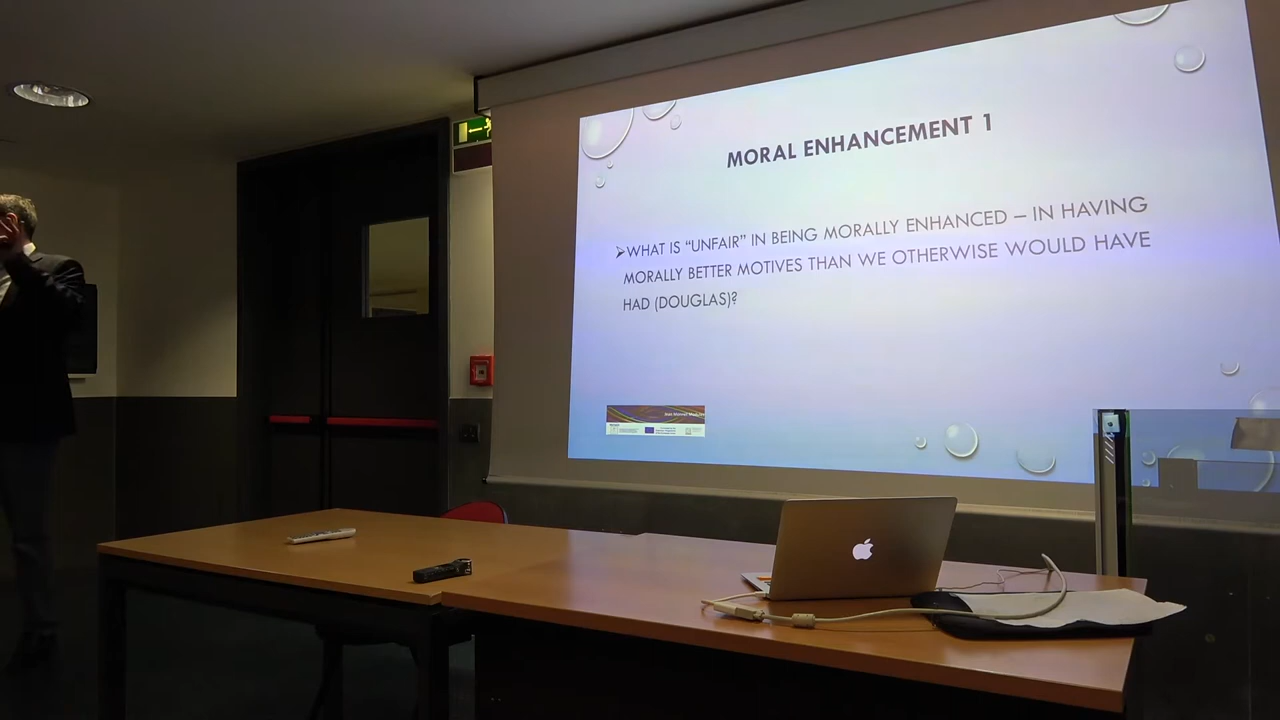 MORAL ENHANCEMENT 1
➢WHAT IS “UNFAIR” IN BEING MORALLY ENHANCED – IN HAVING
MORALLY BETTER MOTIVES THAN WE OTHERWISE WOULD HAVE
HAD (DOUGLAS)?